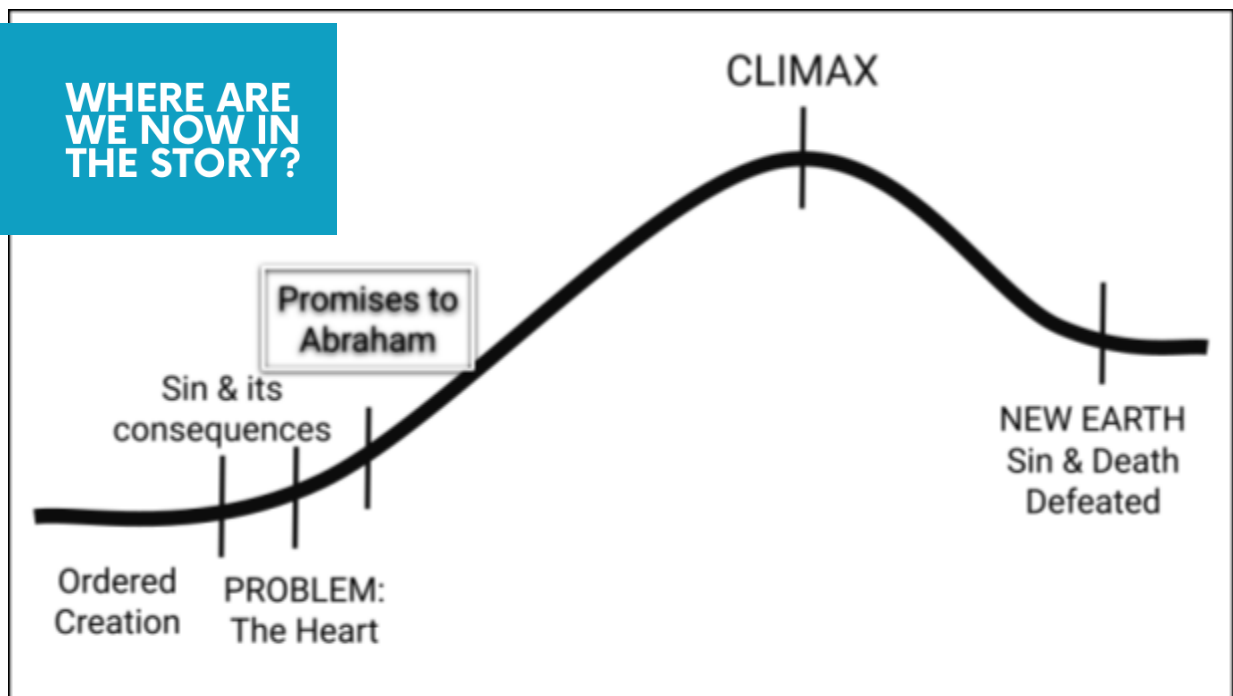 WHERE ARE
WE NOW IN
THE STORY?
CLIMAX
Promises to
Abraham
Sin & its
consequences
NEW EARTH
Sin & Death
Defeated
Ordered
Creation
PROBLEM:
The Heart